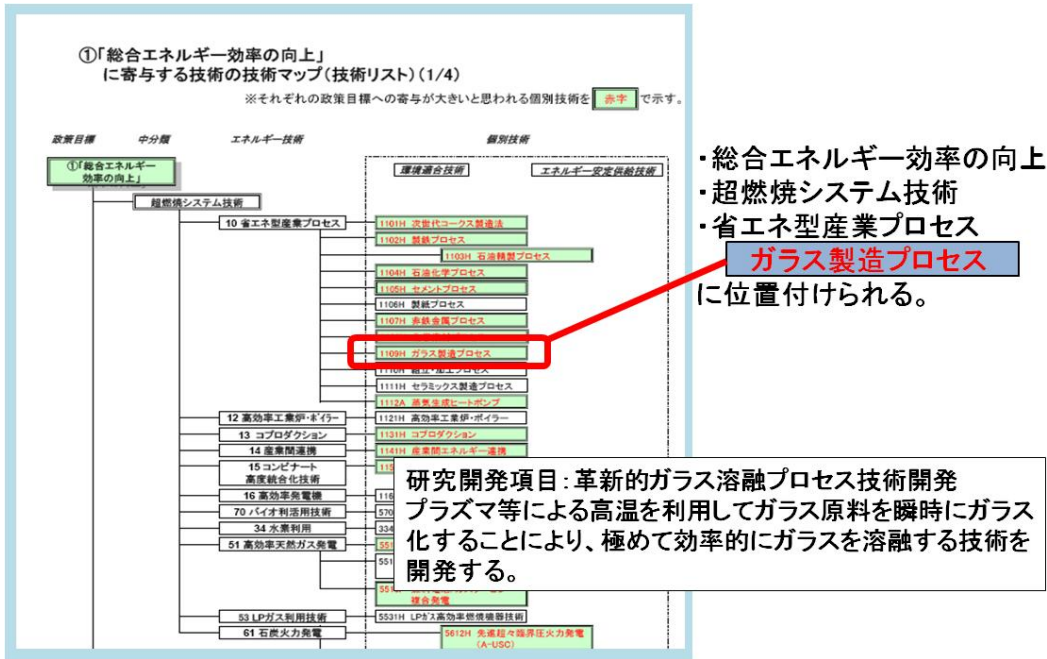 ①「総合エネルギー効率の向上」
に寄与する技術の技術マップ(技術リスト)(1/4)
※それぞれの政策目標への寄与が大きいと思われる個別技術を 赤字 で示す。
政策目標 中分類 エネルギー技術 個別技術
①「総合エネルギー
効率の向上」
環境適合技術 エネルギー安定供給技術
超燃焼システム技術
10 省エネ型産業プロセス
1101H 次世代コークス製造法
1102H 製鉄プロセス
1103H 石油精製プロセス
1104H 石油化学プロセス
1105H セメントプロセス
1106H 製紙プロセス
1107H 非鉄金属プロセス
1109H ガラス製造プロセス
1110H 組立・加工プロセス
1111H セラミックス製造プロセス
1112A 蒸気生成ヒートポンプ
12 高効率工業炉・ボイラー
1121H 高効率工業炉・ボイラー
13 コプロダクション
1131H コプロダクション
14 産業間連携
1141H 産業間エネルギー連携
15 コンビナート
高度統合化技術
115
16 高効率発電機
116
70 バイオ利活用技術
570
34 水素利用
334
51 高効率天然ガス発電
551
551
551
複合発電
53 LPガス利用技術
5531H LPガス高効率燃焼機器技術
61 石炭火力発電
5612H 先進超々臨界圧火力発電
(A-USC)
・総合エネルギー効率の向上
・超燃焼システム技術
・省エネ型産業プロセス
ガラス製造プロセス
に位置付けられる。
研究開発項目:革新的ガラス溶融プロセス技術開発
プラズマ等による高温を利用してガラス原料を瞬時にガラス
化することにより、極めて効率的にガラスを溶融する技術を
開発する。